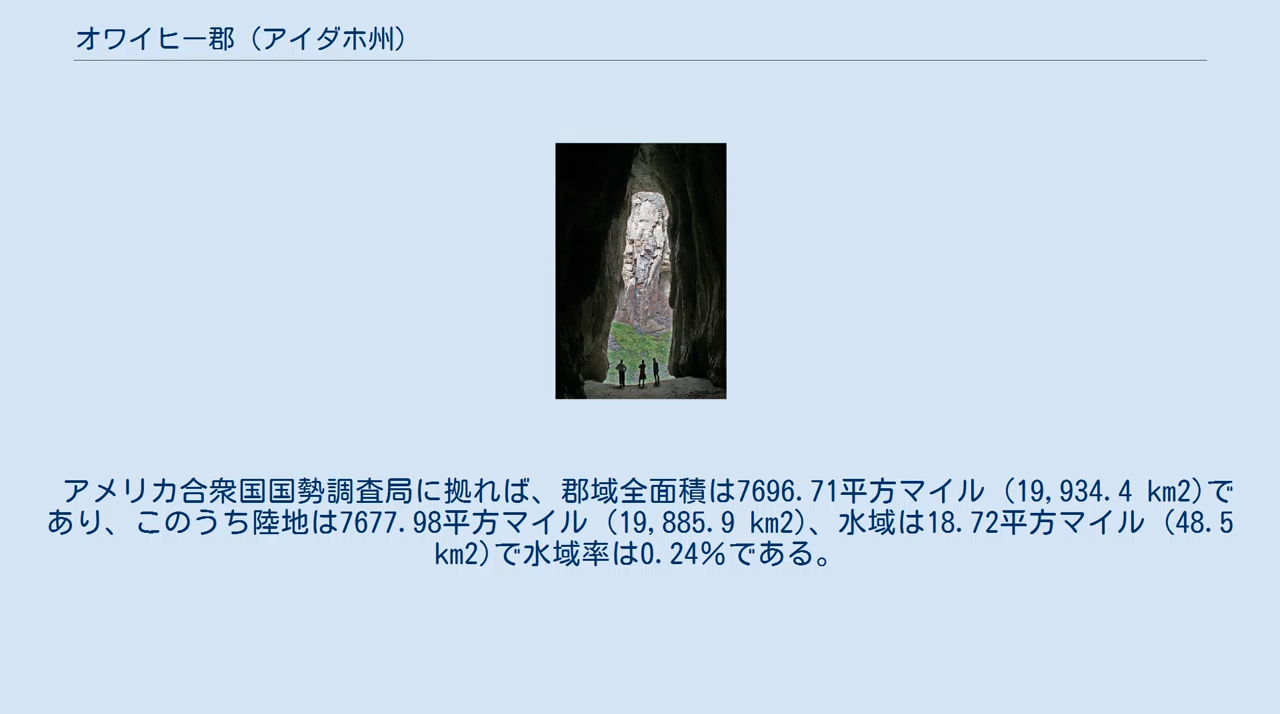 オワイヒー郡（アイダホ州）
アメリカ合衆国国勢調査局に拠れば、郡域全面積は7696.71平方マイル（19,934.4 km2)で
あり、このうち陸地は7677.98平方マイル（19,885.9 km2)、水域は18.72平方マイル（48.5
km2)で水域率は0.24％である。